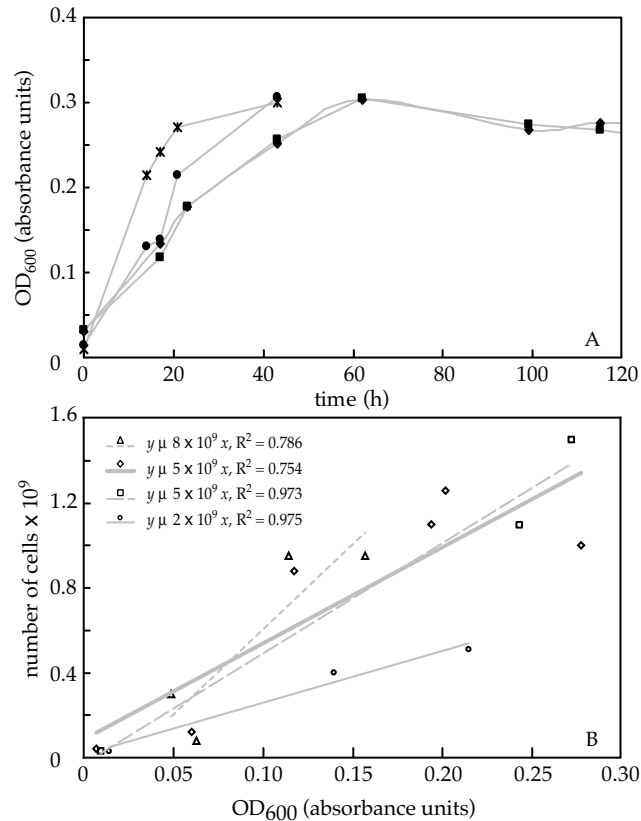 0.4
0.3
0.2
0.1
0
OD600 (absorbance units)
A
0 20 40 60 80 100 120
time (h)
1.6
1.2
0.8
0.4
0
number of cells x 10^9
y µ 8 x 10^9 x, R^2 = 0.786
y µ 5 x 10^9 x, R^2 = 0.754
y µ 5 x 10^9 x, R^2 = 0.973
y µ 2 x 10^9 x, R^2 = 0.975
B
0 0.05 0.10 0.15 0.20 0.25 0.30
OD600 (absorbance units)